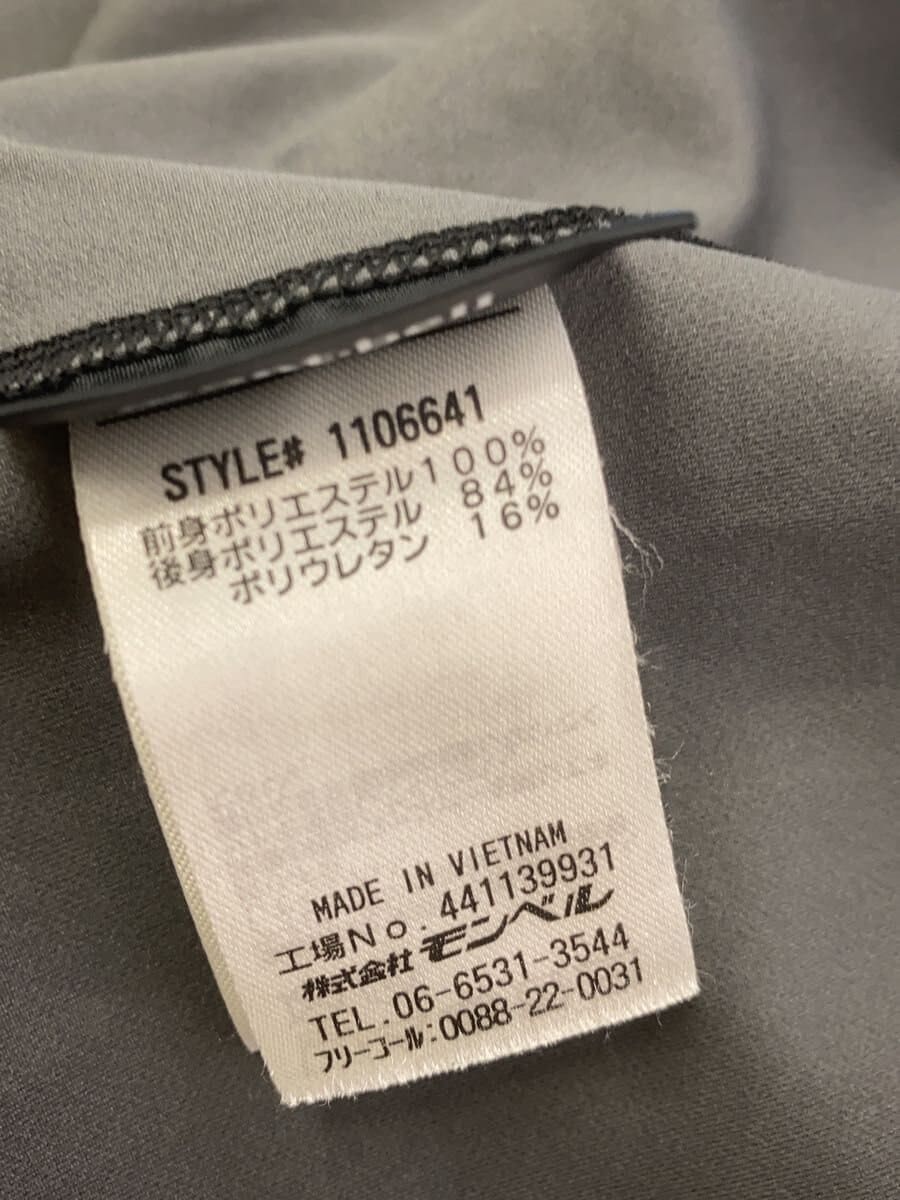 STYLE# 1106641
前身ポリエステル100%
後身ポリエステル 84%
ポリウレタン 16%
MADE IN VIETNAM
工場No.441139931
株式会社モンベル
TEL.06-6531-3544
フリーコール:0088-22-0031